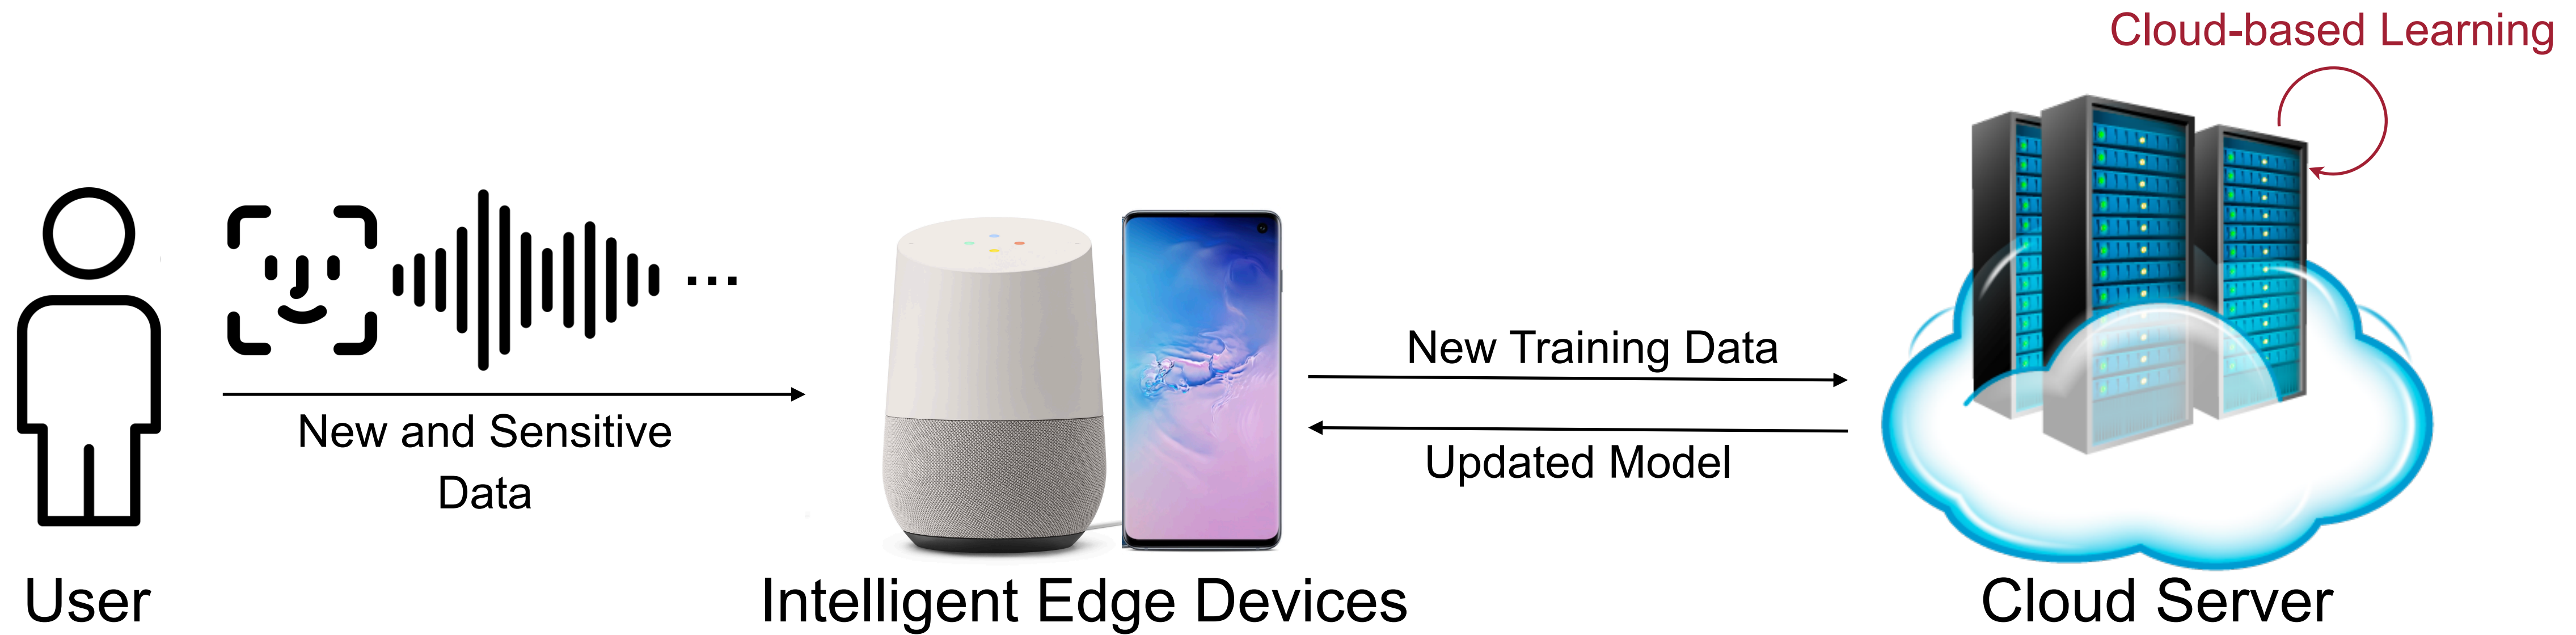 Cloud-based Learning
...
New Training Data
New and Sensitive
Data
Updated Model
User
Intelligent Edge Devices
Cloud Server